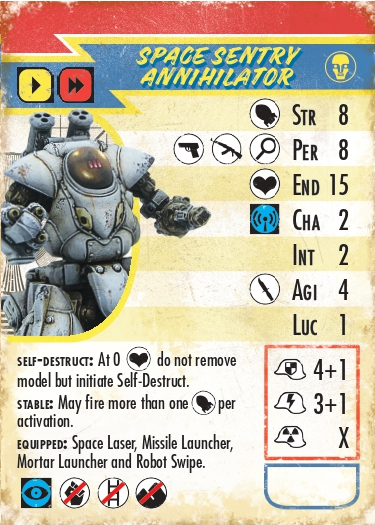 SPACE SENTRY
ANNIHILATOR
STR 8
PER 8
END 15
CHA 2
INT 2
AGI 4
LUC 1
SELF-DESTRUCT: At 0 do not remove
model but initiate Self-Destruct.
STABLE: May fire more than one per
activation.
EQUIPPED: Space Laser, Missile Launcher,
Mortar Launcher and Robot Swipe.
4+1
3+1
X